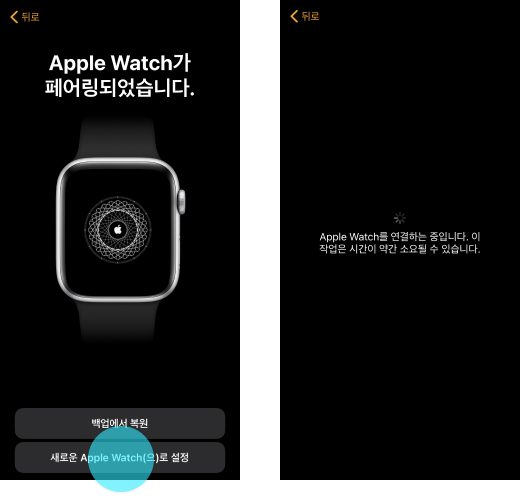 뒤로
Apple Watch가
페어링되었습니다.
백업에서 복원
새로운 Apple Watch(으)로 설정
뒤로
Apple Watch를 연결하는 중입니다. 이
작업은 시간이 약간 소요될 수 있습니다.